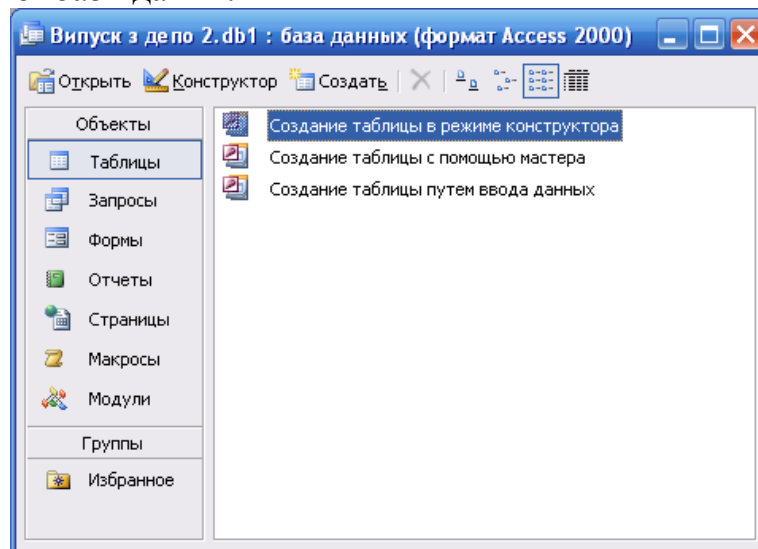 Випуск з депо 2.db1 : база данных (формат Access 2000)
Открыть Конструктор Создать
Объекты
Таблицы
Запросы
Формы
Отчеты
Страницы
Макросы
Модули
Группы
Избранное
Создание таблицы в режиме конструктора
Создание таблицы с помощью мастера
Создание таблицы путем ввода данных